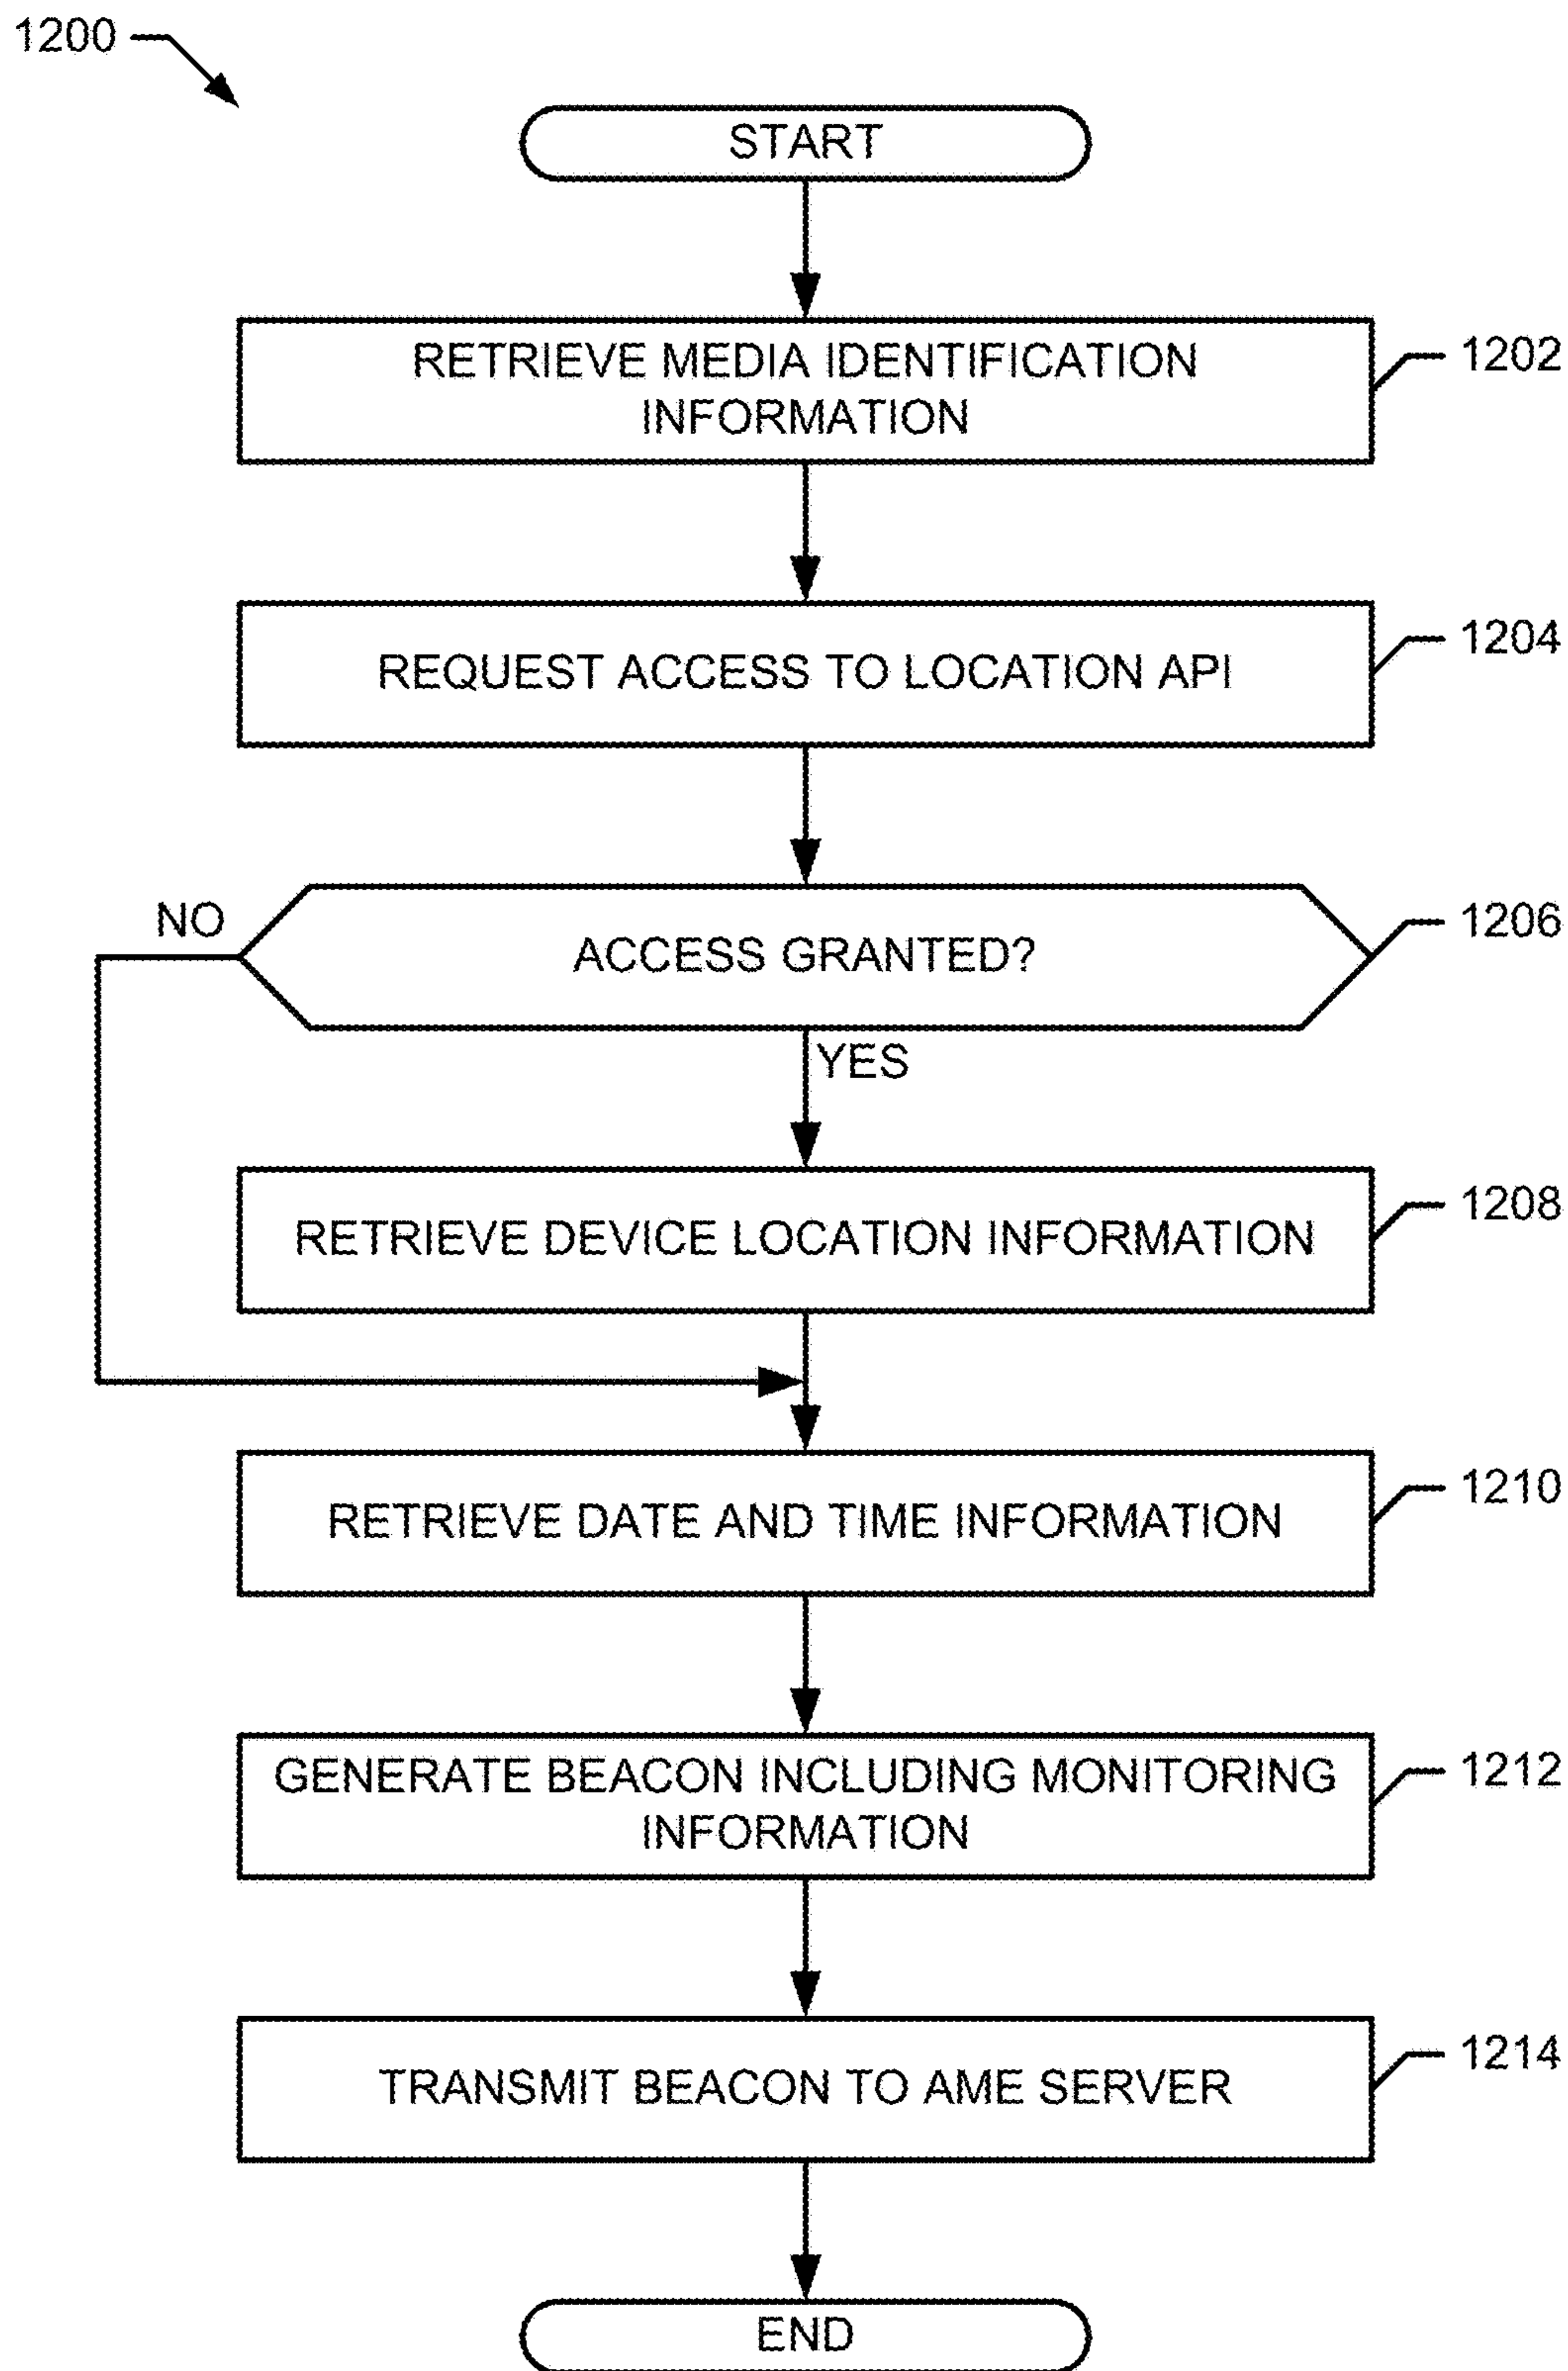 1200
START
RETRIEVE MEDIA IDENTIFICATION
INFORMATION
1202
REQUEST ACCESS TO LOCATION API
1204
NO
ACCESS GRANTED?
1206
YES
RETRIEVE DEVICE LOCATION INFORMATION
1208
RETRIEVE DATE AND TIME INFORMATION
1210
GENERATE BEACON INCLUDING MONITORING
INFORMATION
1212
TRANSMIT BEACON TO AME SERVER
1214
END